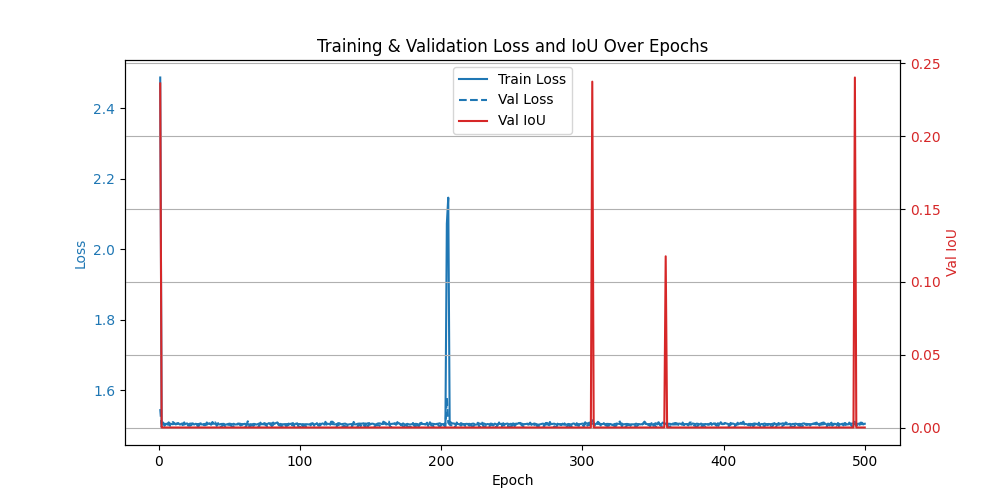 Training & Validation Loss and IoU Over Epochs
Train Loss
Val Loss
Val IoU
Loss
2.4
2.2
2.0
1.8
1.6
0.25
0.20
0.15
0.10
0.05
0.00
Val IoU
0
100
200
300
400
500
Epoch